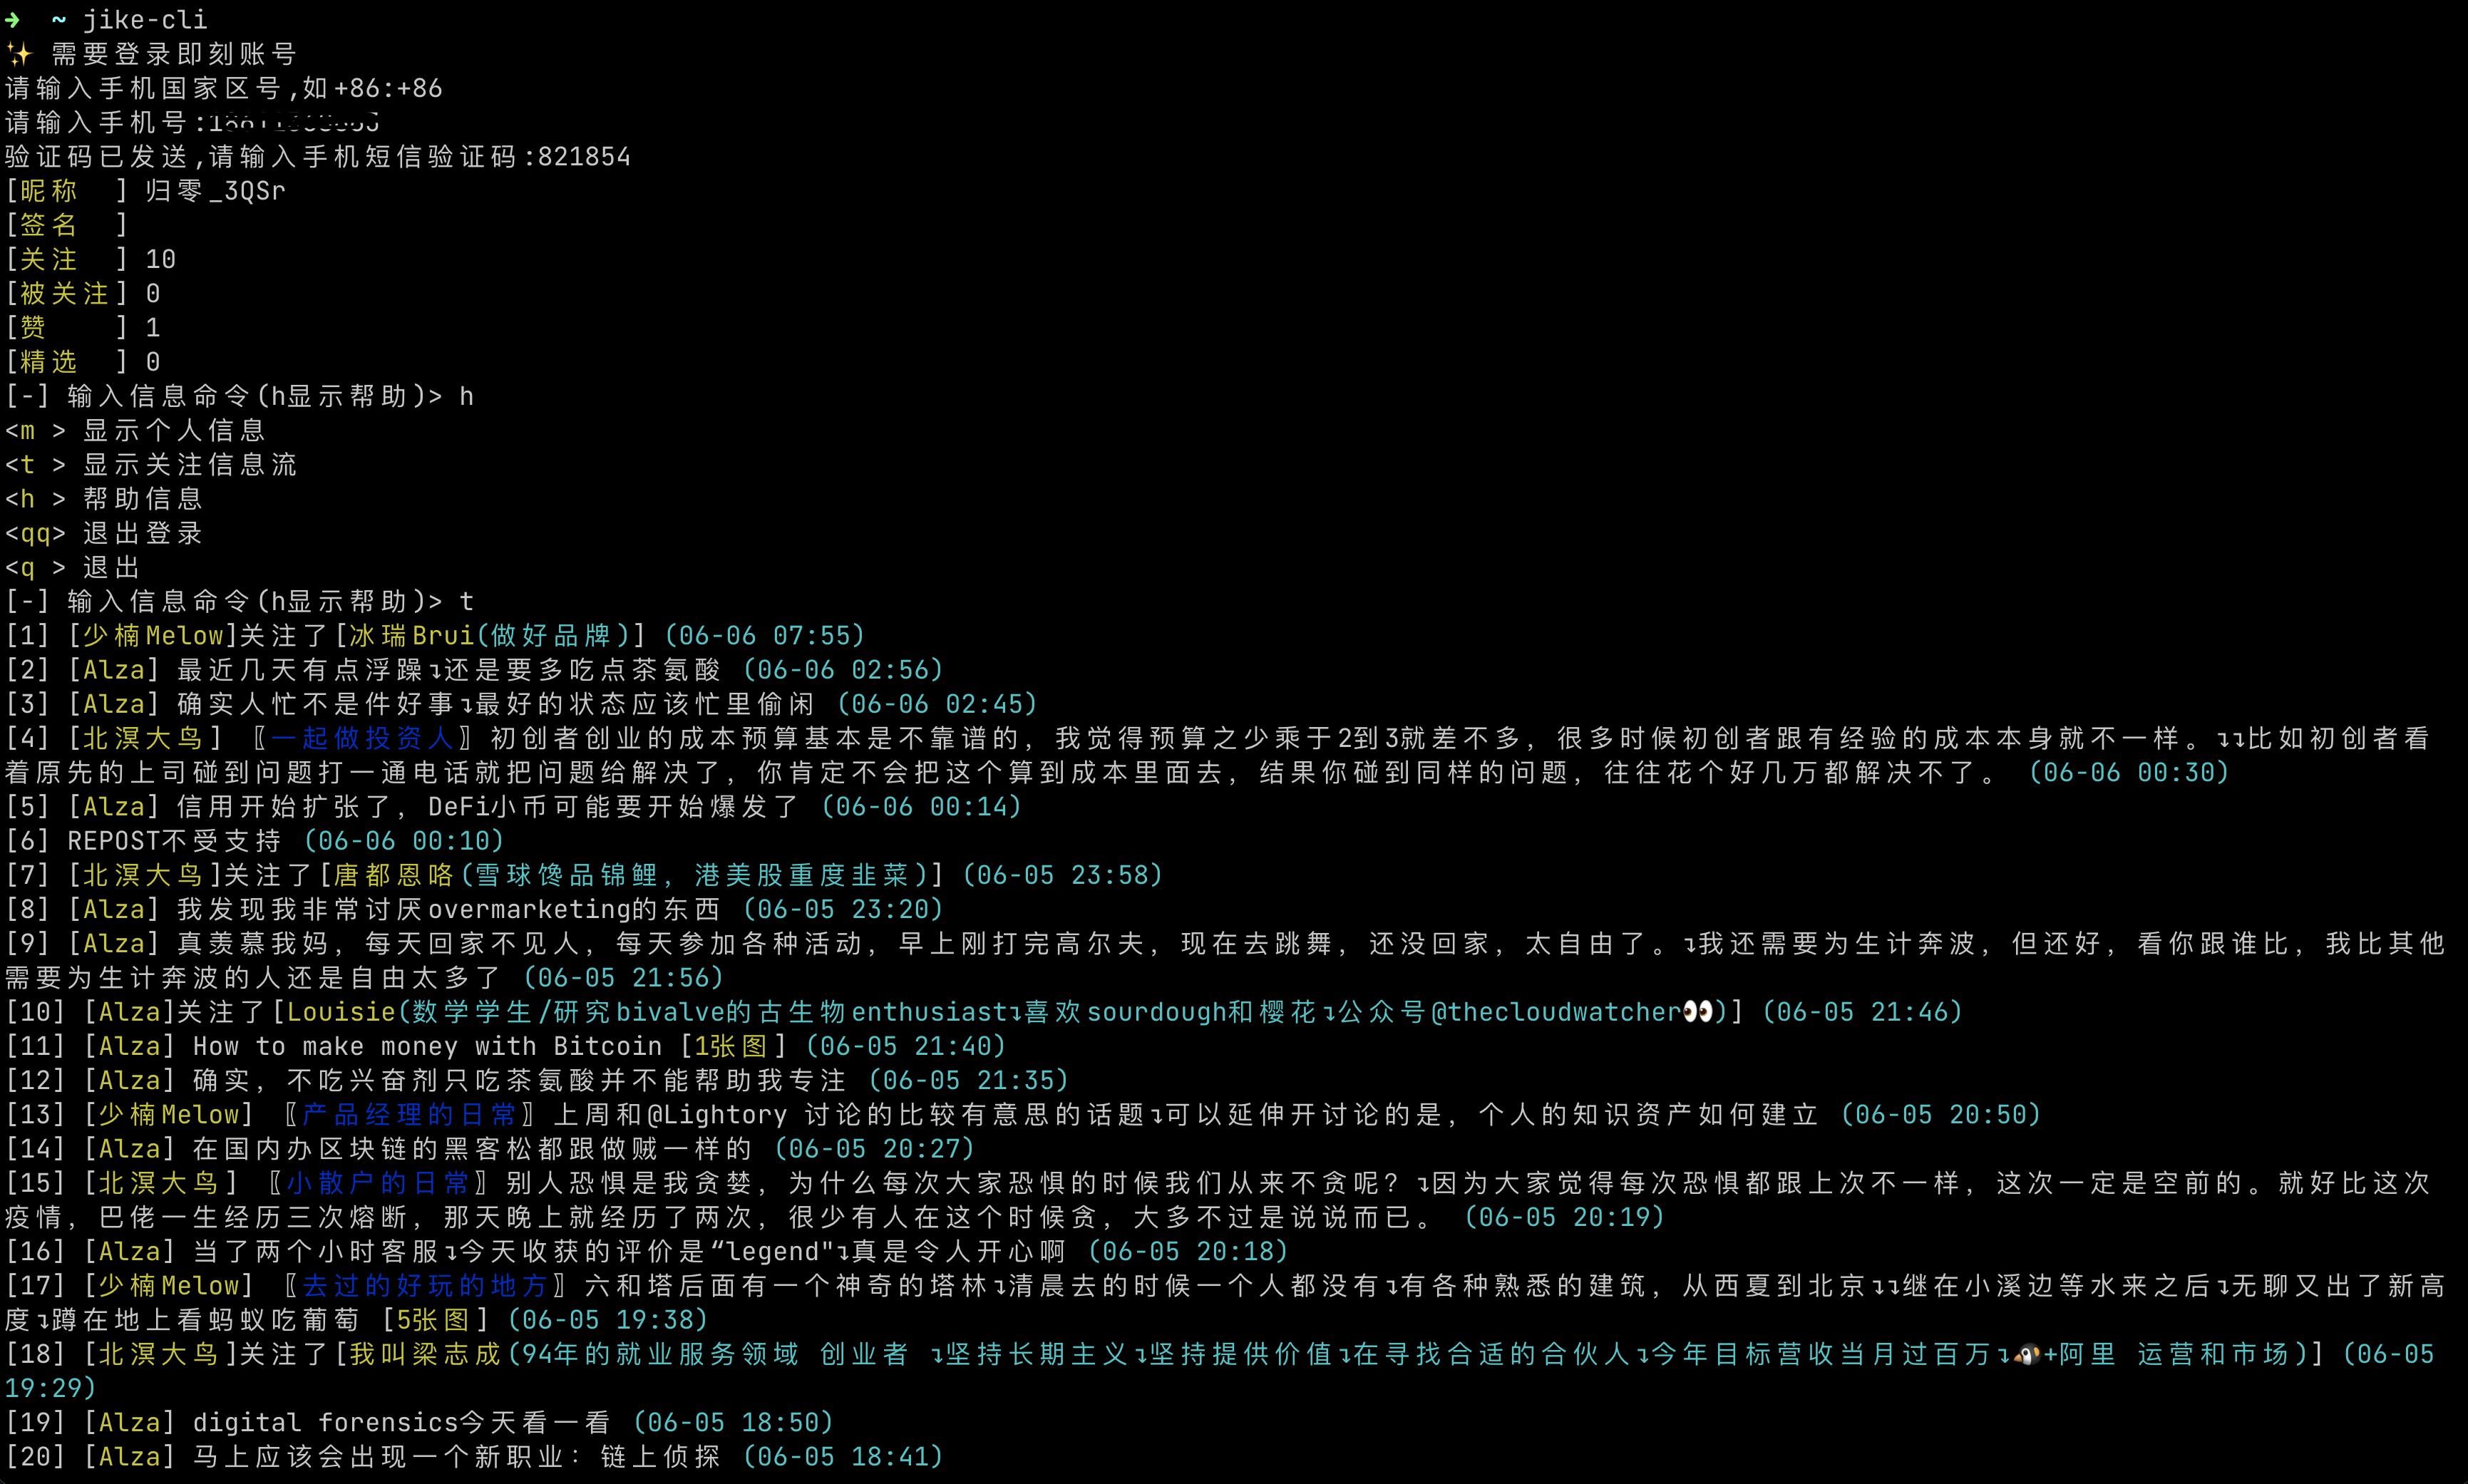 ➜  ~ jike-cli
✨ 需要登录即刻账号
请输入手机国家区号,如+86:+86
请输入手机号:
验证码已发送,请输入手机短信验证码:821854
[昵称  ] 归零_3QSr
[签名  ]
[关注  ] 10
[被关注] 0
[赞    ] 1
[精选  ] 0
[-] 输入信息命令(h显示帮助)> h
<m > 显示个人信息
<t > 显示关注信息流
<h > 帮助信息
<qq> 退出登录
<q > 退出
[-] 输入信息命令(h显示帮助)> t
[1] [少楠Melow]关注了[冰瑞Brui(做好品牌)] (06-06 07:55)
[2] [Alza] 最近几天有点浮躁↴还是要多吃点茶氨酸 (06-06 02:56)
[3] [Alza] 确实人忙不是件好事↴最好的状态应该忙里偷闲 (06-06 02:45)
[4] [北溟大鸟] 〖一起做投资人〗初创者创业的成本预算基本是不靠谱的，我觉得预算之少乘于2到3就差不多，很多时候初创者跟有经验的成本本身就不一样。↴↴比如初创者看
着原先的上司碰到问题打一通电话就把问题给解决了，你肯定不会把这个算到成本里面去，结果你碰到同样的问题，往往花个好几万都解决不了。 (06-06 00:30)
[5] [Alza] 信用开始扩张了，DeFi小币可能要开始爆发了 (06-06 00:14)
[6] REPOST不受支持 (06-06 00:10)
[7] [北溟大鸟]关注了[唐都恩咯(雪球馋品锦鲤，港美股重度韭菜)] (06-05 23:58)
[8] [Alza] 我发现我非常讨厌overmarketing的东西 (06-05 23:20)
[9] [Alza] 真羡慕我妈，每天回家不见人，每天参加各种活动，早上刚打完高尔夫，现在去跳舞，还没回家，太自由了。↴我还需要为生计奔波，但还好，看你跟谁比，我比其他
需要为生计奔波的人还是自由太多了 (06-05 21:56)
[10] [Alza]关注了[Louisie(数学学生/研究bivalve的古生物enthusiast↴喜欢sourdough和樱花↴公众号@thecloudwatcher👀)] (06-05 21:46)
[11] [Alza] How to make money with Bitcoin [1张图] (06-05 21:40)
[12] [Alza] 确实，不吃兴奋剂只吃茶氨酸并不能帮助我专注 (06-05 21:35)
[13] [少楠Melow] 〖产品经理的日常〗上周和@Lightory 讨论的比较有意思的话题↴可以延伸开讨论的是，个人的知识资产如何建立 (06-05 20:50)
[14] [Alza] 在国内办区块链的黑客松都跟做贼一样的 (06-05 20:27)
[15] [北溟大鸟] 〖小散户的日常〗别人恐惧是我贪婪，为什么每次大家恐惧的时候我们从来不贪呢？↴因为大家觉得每次恐惧都跟上次不一样，这次一定是空前的。就好比这次
疫情，巴佬一生经历三次熔断，那天晚上就经历了两次，很少有人在这个时候贪，大多不过是说说而已。 (06-05 20:19)
[16] [Alza] 当了两个小时客服↴今天收获的评价是“legend"↴真是令人开心啊 (06-05 20:18)
[17] [少楠Melow] 〖去过的好玩的地方〗六和塔后面有一个神奇的塔林↴清晨去的时候一个人都没有↴有各种熟悉的建筑，从西夏到北京↴↴继在小溪边等水来之后↴无聊又出了新高
度↴蹲在地上看蚂蚁吃葡萄 [5张图] (06-05 19:38)
[18] [北溟大鸟]关注了[我叫梁志成(94年的就业服务领域 创业者 ↴坚持长期主义↴坚持提供价值↴在寻找合适的合伙人↴今年目标营收当月过百万↴🐧+阿里 运营和市场)] (06-05
19:29)
[19] [Alza] digital forensics今天看一看 (06-05 18:50)
[20] [Alza] 马上应该会出现一个新职业：链上侦探 (06-05 18:41)